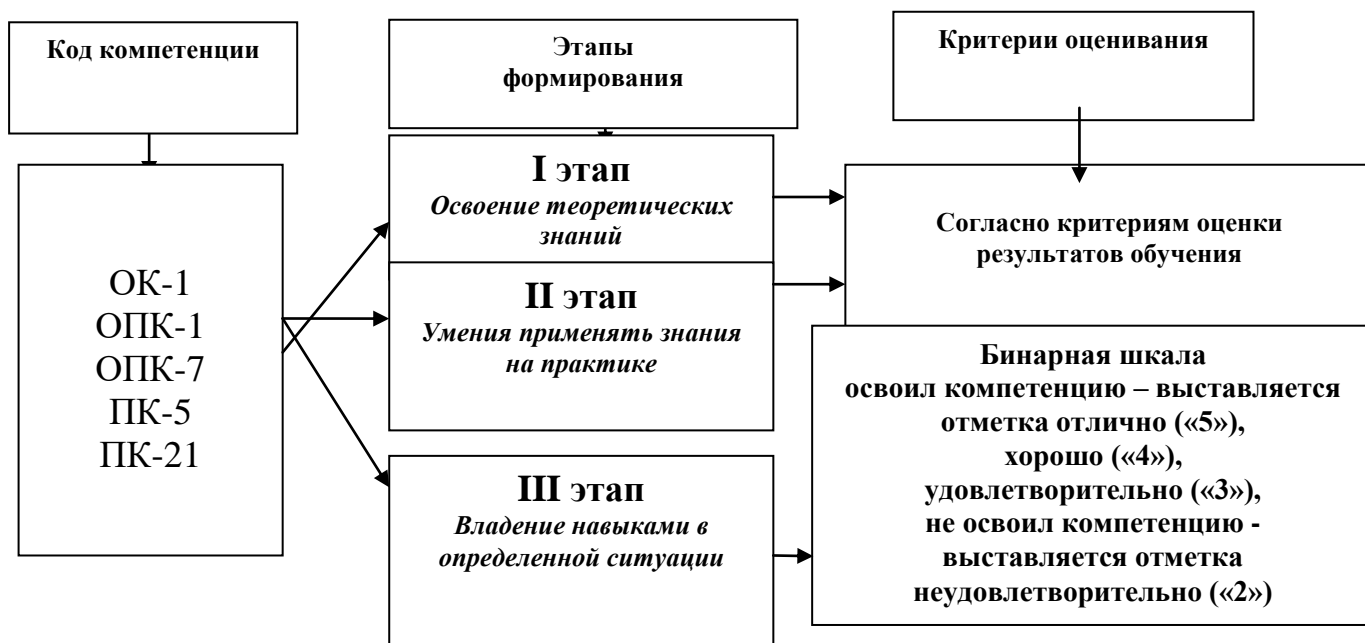 Код компетенции
Этапы
формирования
Критерии оценивания
ОК-1
ОПК-1
ОПК-7
ПК-5
ПК-21
I этап
Освоение теоретических
знаний
II этап
Умения применять знания
на практике
III этап
Владение навыками в
определенной ситуации
Согласно критериям оценки
результатов обучения
Бинарная шкала
освоил компетенцию – выставляется
отметка отлично («5»),
хорошо («4»),
удовлетворительно («3»),
не освоил компетенцию -
выставляется отметка
неудовлетворительно («2»)